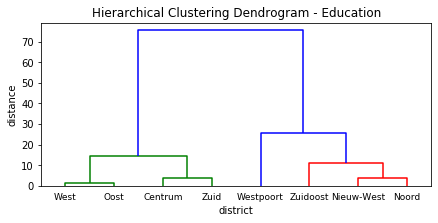 Hierarchical Clustering Dendrogram - Education
distance
70
60
50
40
30
20
10
0
West Oost Centrum Zuid Westpoort Zuidoost Nieuw-West Noord
district